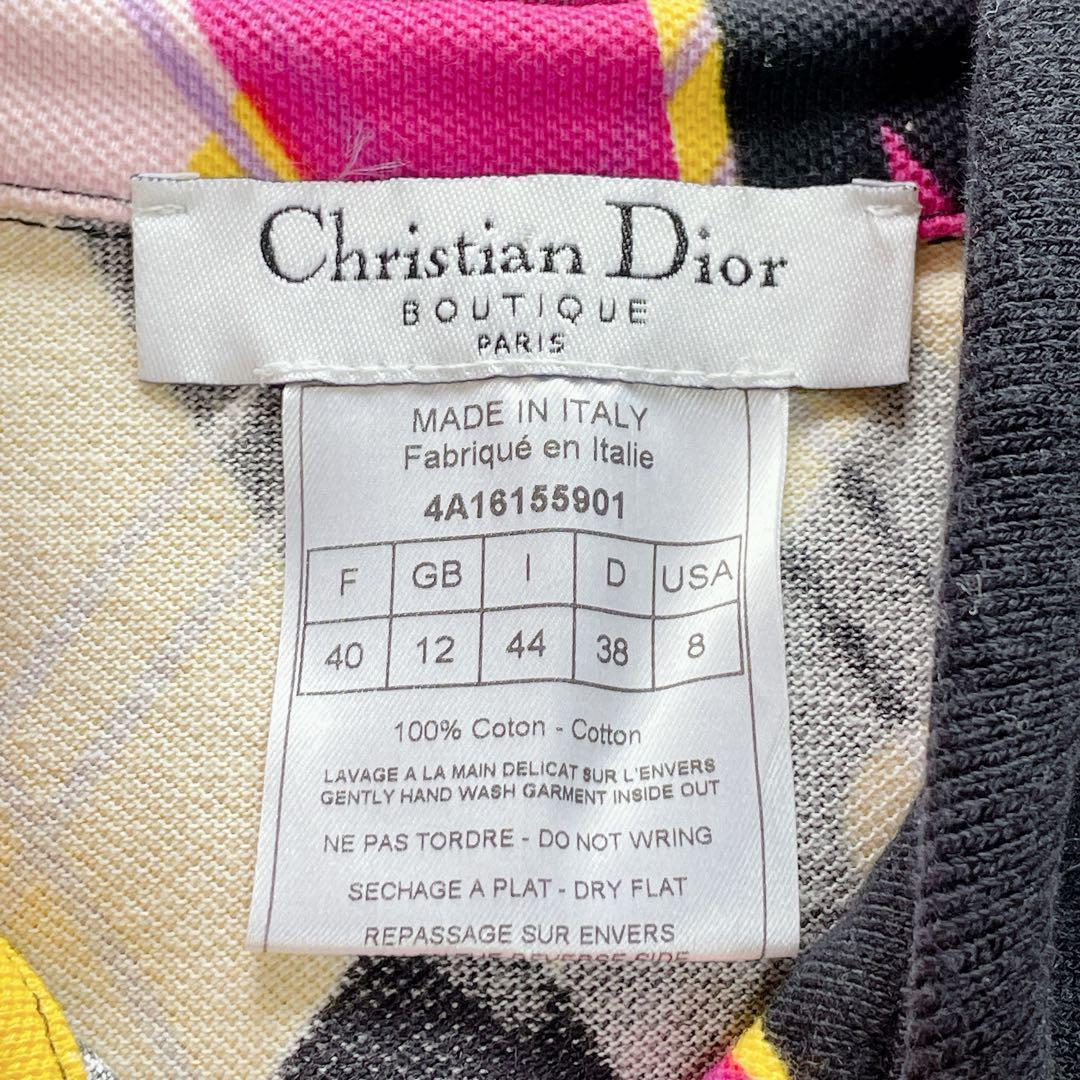 Christian Dior
BOUTIQUE
PARIS
MADE IN ITALY
Fabriqué en Italie
4A16155901
F GB I D USA
40 12 44 38 8
100% Coton - Cotton
LAVAGE A LA MAIN DELICAT SUR L'ENVERS
GENTLY HAND WASH GARMENT INSIDE OUT
NE PAS TORDRE - DO NOT WRING
SECHAGE A PLAT - DRY FLAT
REPASSAGE SUR ENVERS
REVERSE SIDE